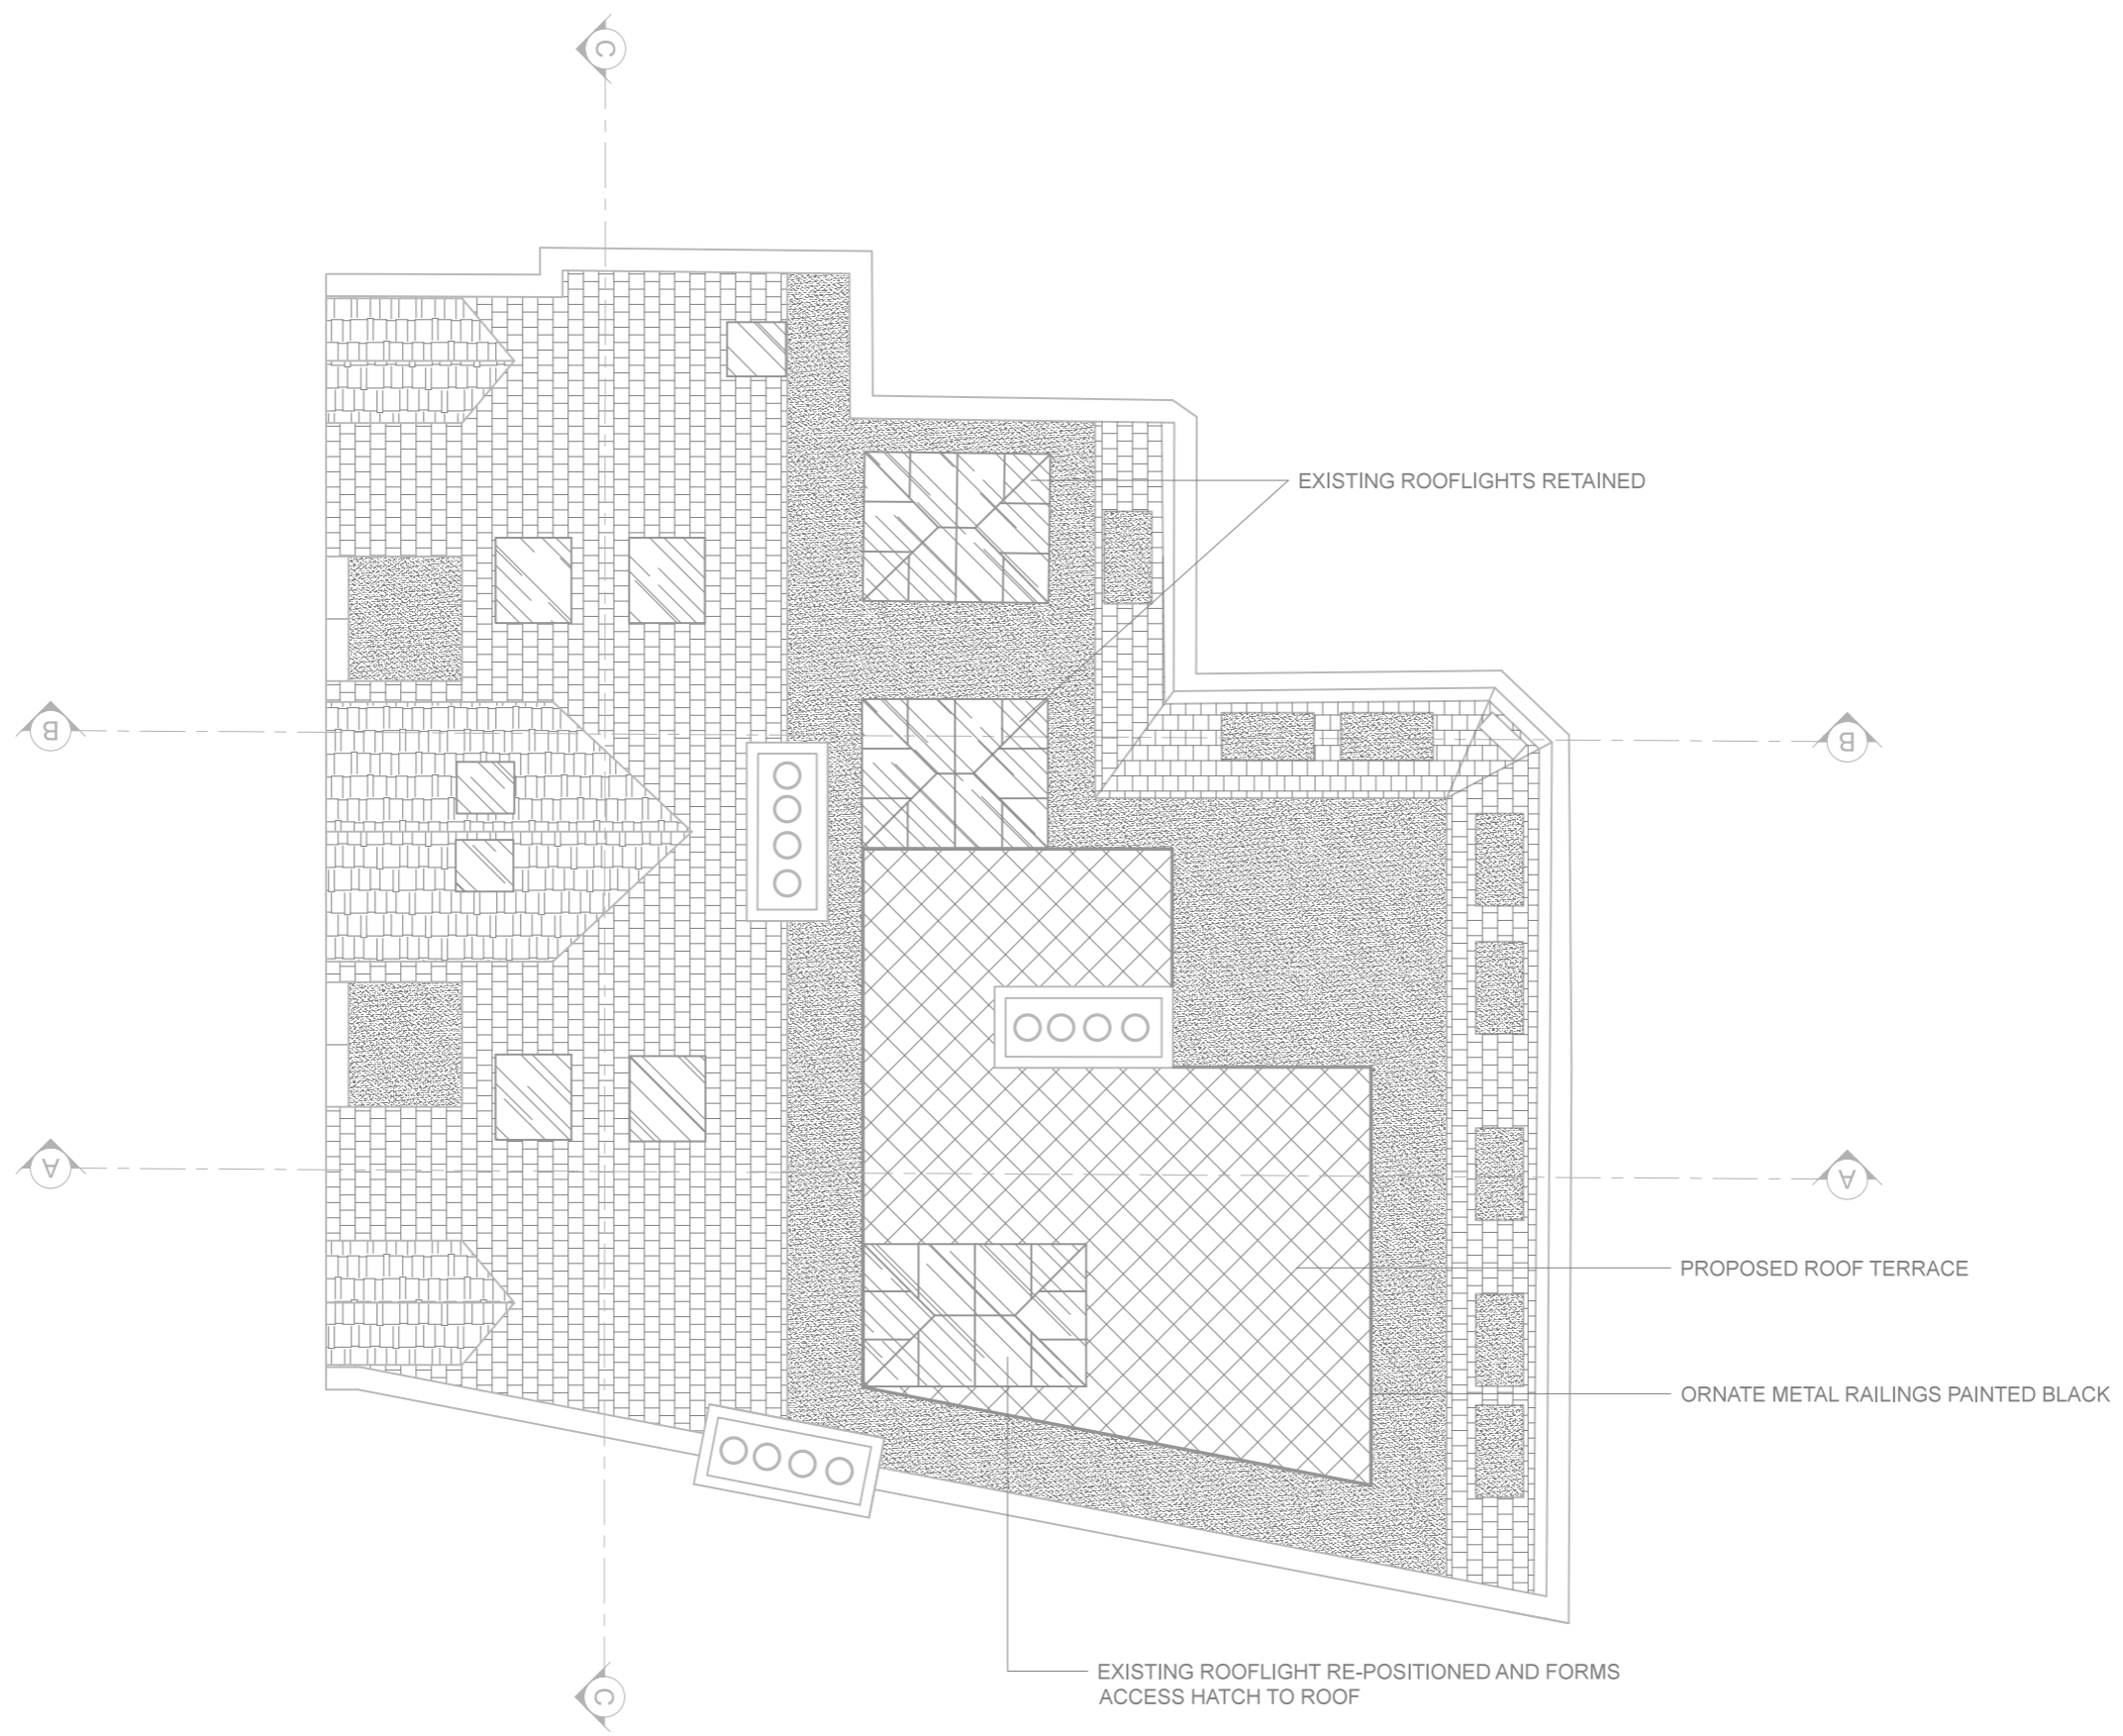 C
EXISTING ROOFLIGHTS RETAINED
B
B
A
A
PROPOSED ROOF TERRACE
ORNATE METAL RAILINGS PAINTED BLACK
EXISTING ROOFLIGHT RE-POSITIONED AND FORMS
ACCESS HATCH TO ROOF
C